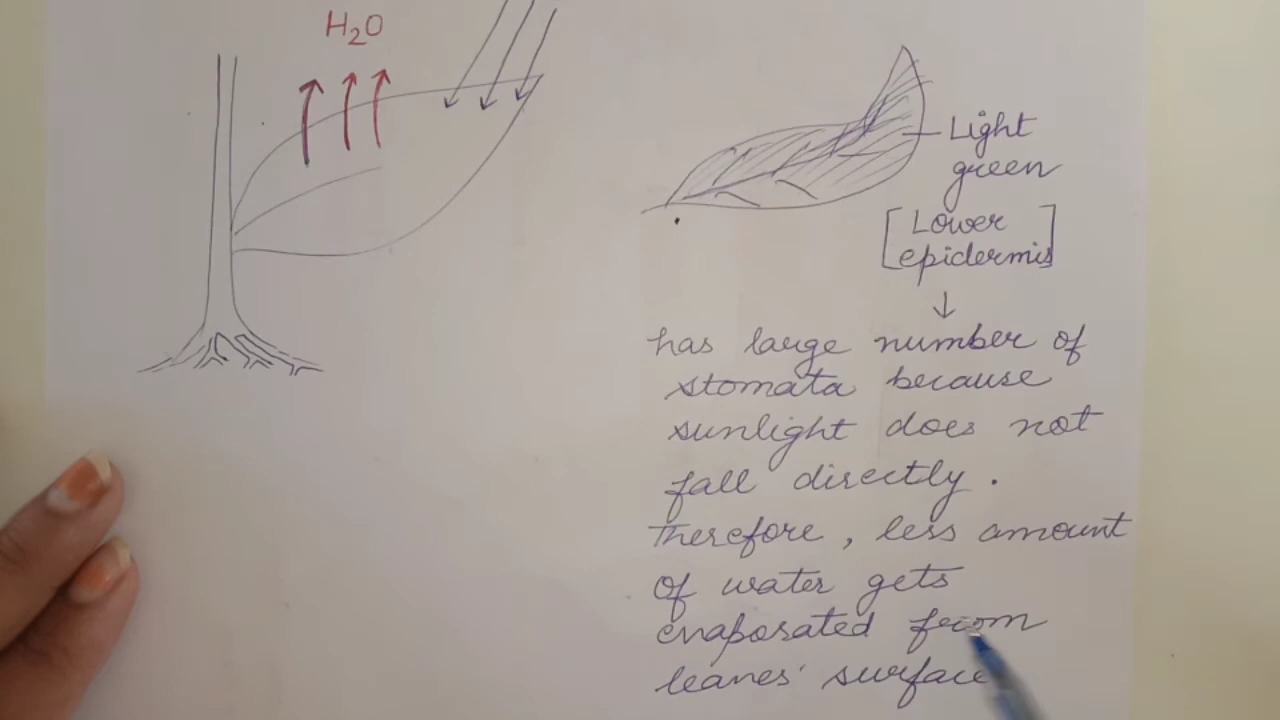 H₂O
Light
green
[Lower
epidermis]
↓
has large number of
stomata because
sunlight does not
fall directly.
Therefore, less amount
of water gets
evaporated from
leaves' surface